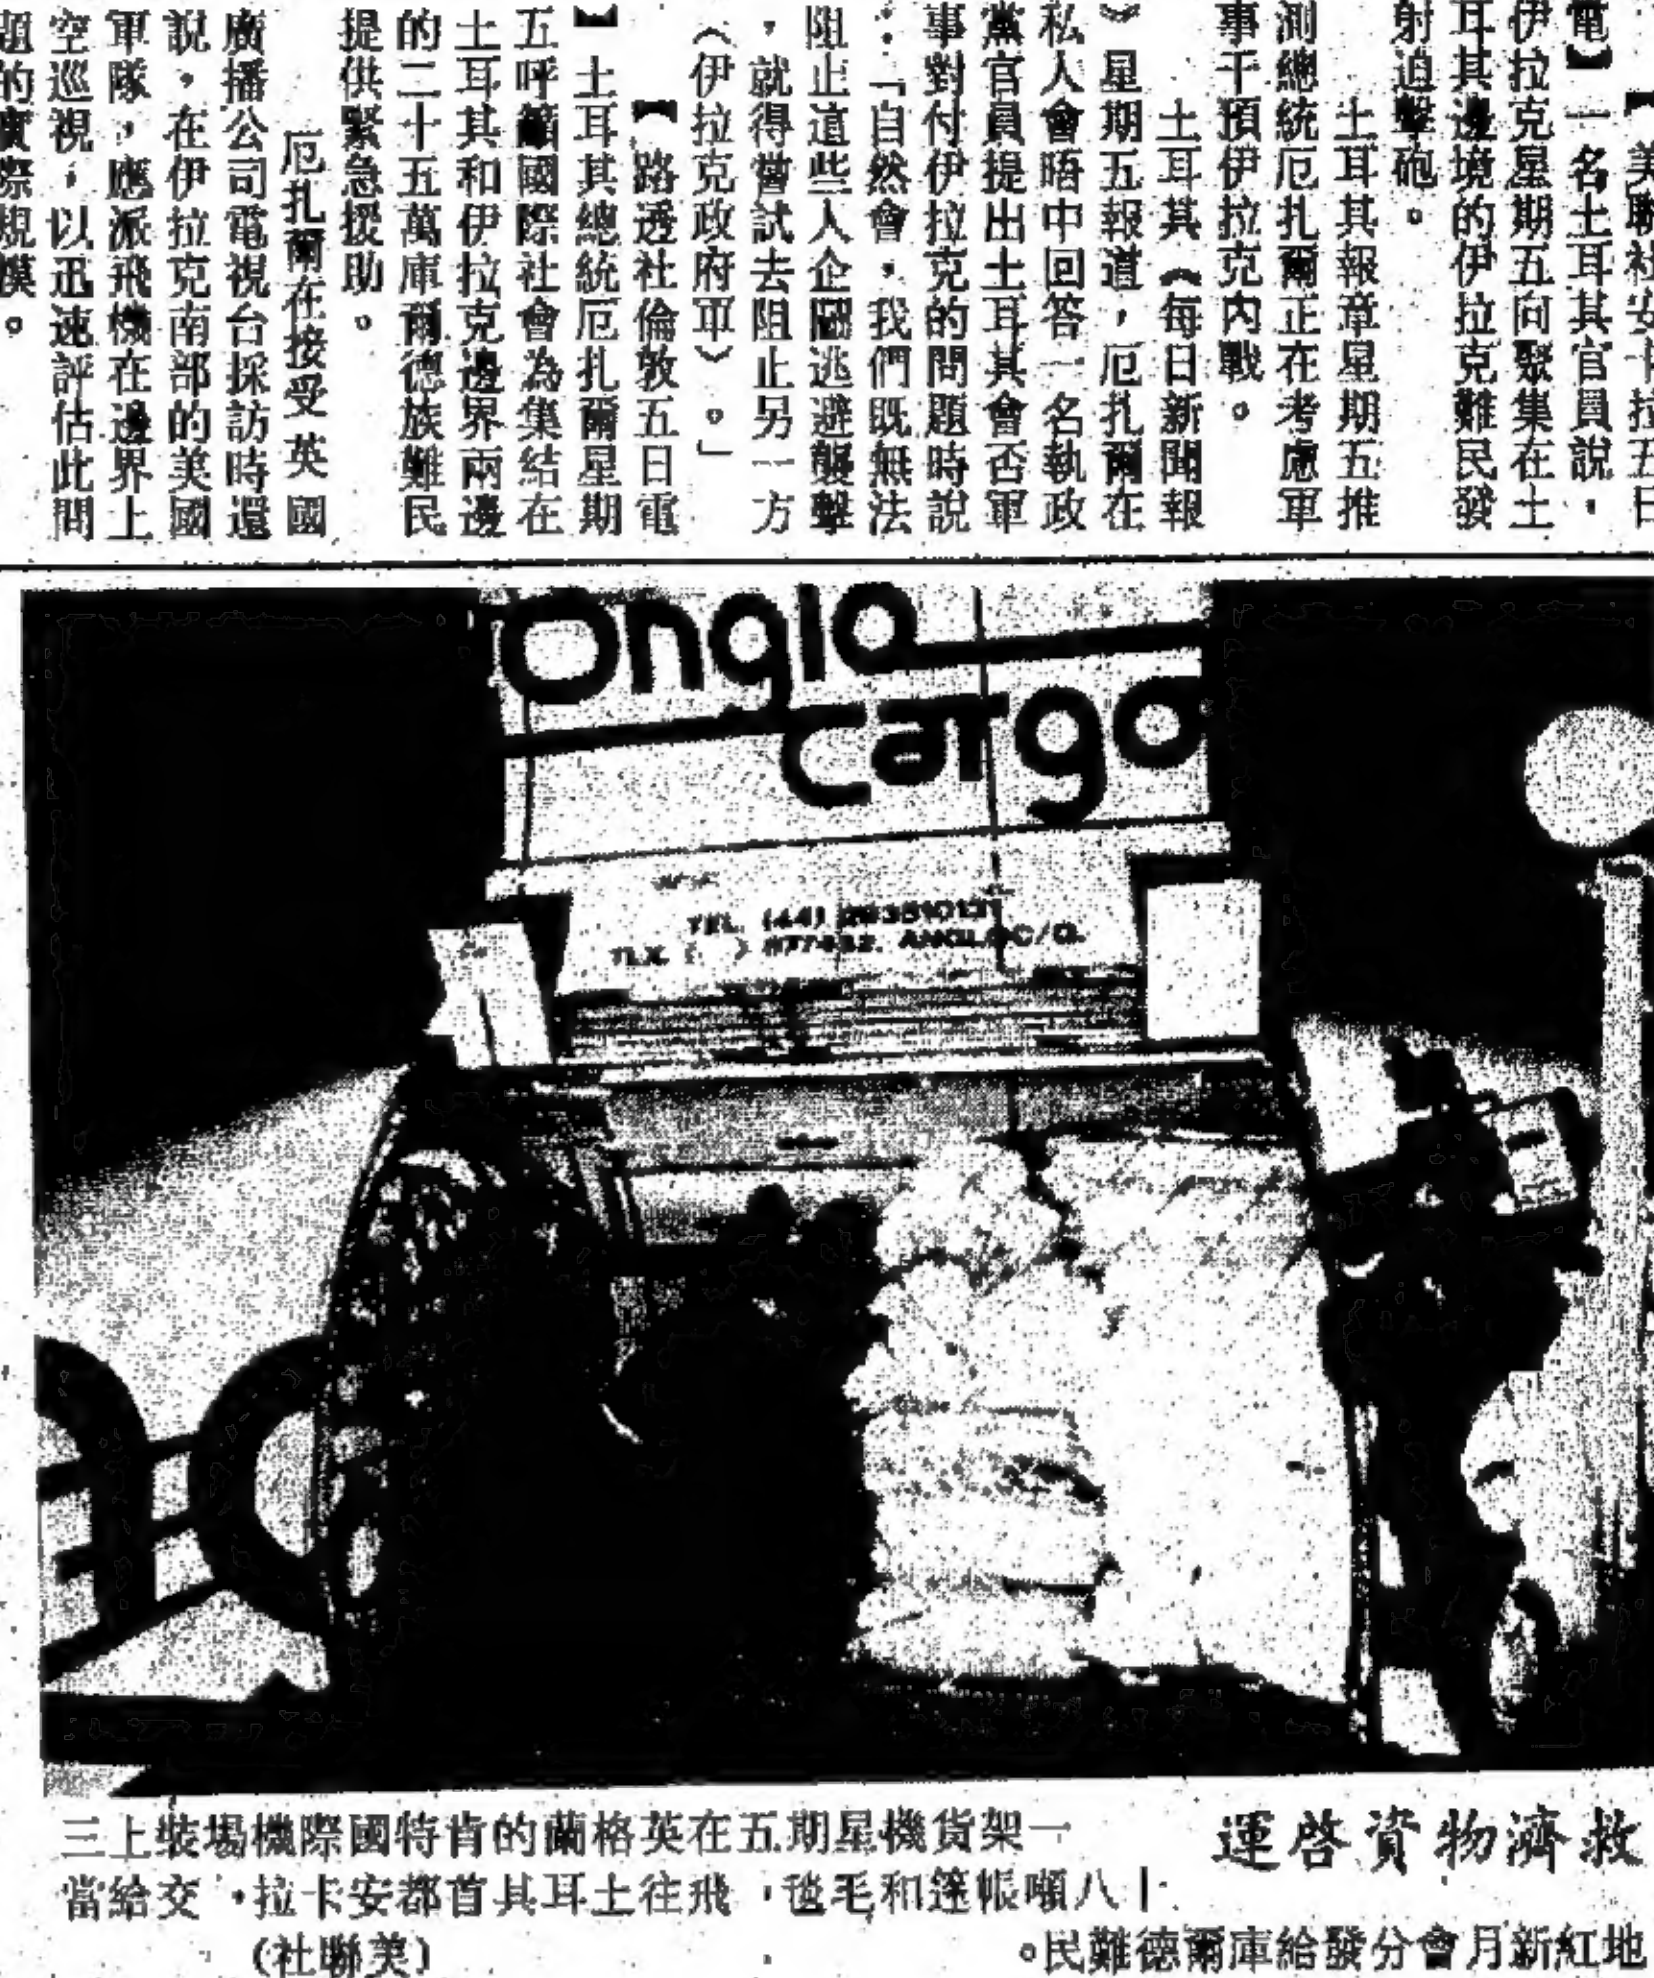 【美聯社安卡拉五日
電】一名土耳其官員說，
伊拉克星期五向聚集在土
耳其邊境的伊拉克難民發
射迫擊砲。
土耳其報章星期五推
測總統厄扎爾正在考慮軍
事干預伊拉克內戰。
土耳其《每日新聞報
》星期五報道，厄扎爾在
私人會晤中回答一名執政
黨官員提出土耳其會否軍
事對付伊拉克的問題時說
：「自然會，我們既無法
阻止這些人企圖逃避襲擊
，就得嘗試去阻止另一方
（伊拉克政府軍）。」
【路透社倫敦五日電
】土耳其總統厄扎爾星期
五呼籲國際社會為集結在
土耳其和伊拉克邊界兩邊
的二十五萬庫爾德族難民
提供緊急援助。
厄扎爾在接受英國
廣播公司電視台採訪時還
說，在伊拉克南部的美國
軍隊，應派飛機在邊界上
空巡視，以迅速評估此問
題的實際規模。
anglo
cargo
TEL. (44)
ANGLOC/G.
救濟物資啓運
一架貨機星期五在英格蘭的肯特國際機場裝上三
十八噸帳篷和毛毯，飛往土耳其首都安卡拉，交給當
地紅新月會分發給庫爾德難民。
(美聯社)